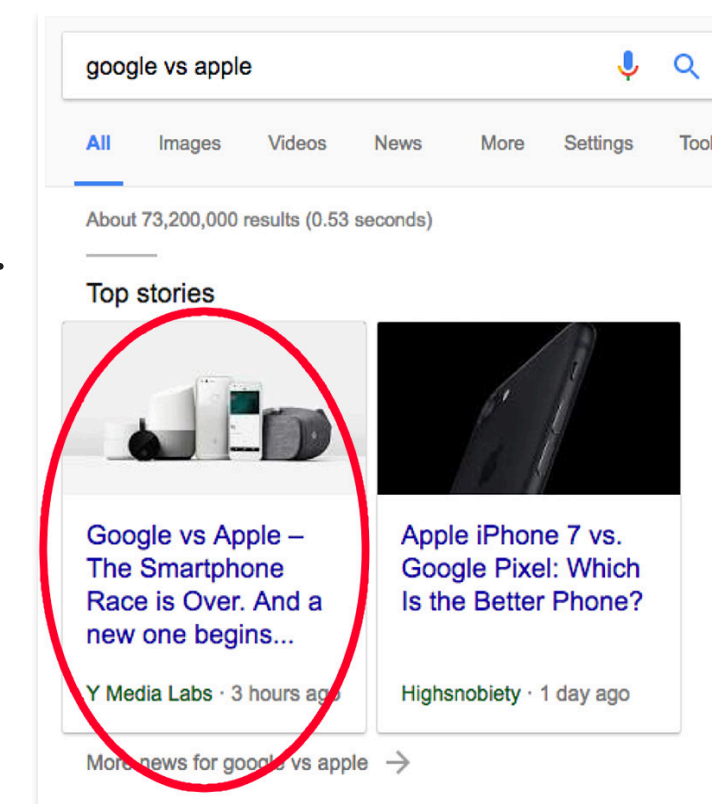 google vs apple
All Images Videos News More Settings
About 73,200,000 results (0.53 seconds)
Top stories
Google vs Apple –
The Smartphone
Race is Over. And a
new one begins...
Y Media Labs · 3 hours ago
Apple iPhone 7 vs.
Google Pixel: Which
Is the Better Phone?
Highsnobiety · 1 day ago
More news for google vs apple